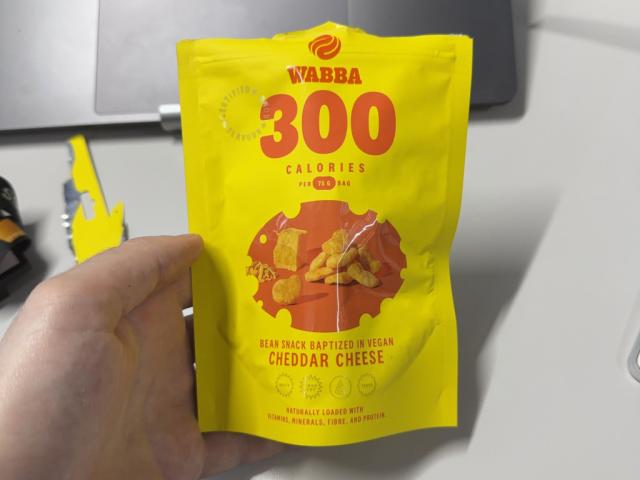 WABBA
300
CALORIES
PER 75 G BAG
BEAN SNACK BAPTIZED IN VEGAN
CHEDDAR CHEESE
NATURALLY LOADED WITH
VITAMINS, MINERALS, FIBRE, AND PROTEIN.